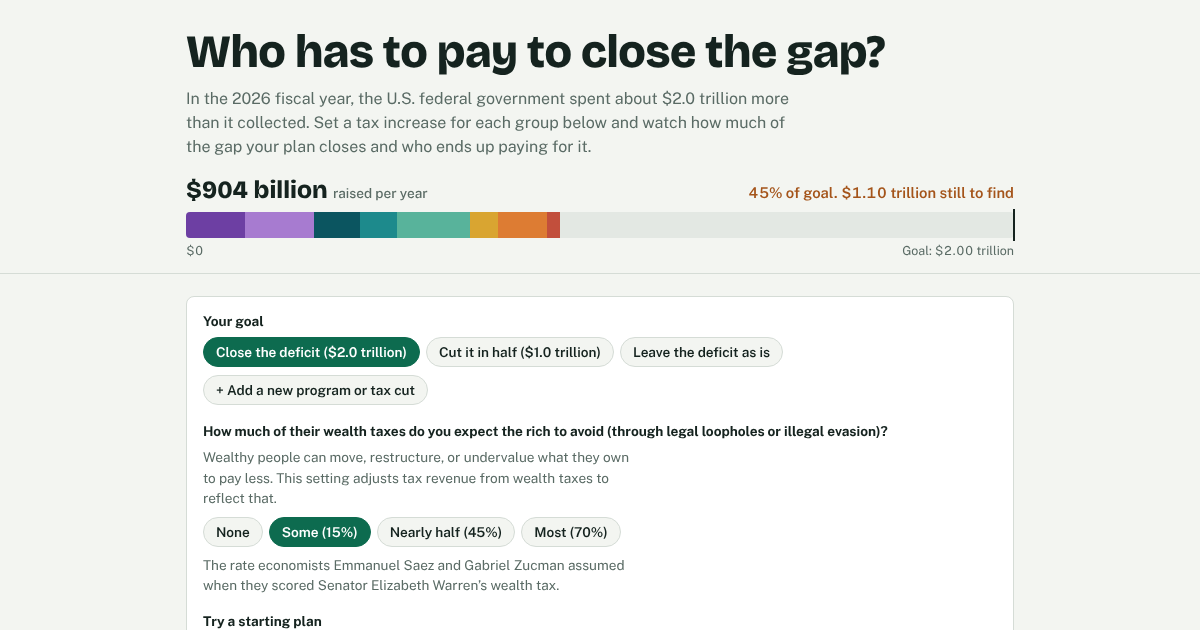 Who has to pay to close the gap?
In the 2026 fiscal year, the U.S. federal government spent about $2.0 trillion more
than it collected. Set a tax increase for each group below and watch how much of
the gap your plan closes and who ends up paying for it.
$904 billion raised per year
45% of goal. $1.10 trillion still to find
$0
Goal: $2.00 trillion
Your goal
Close the deficit ($2.0 trillion)
Cut it in half ($1.0 trillion)
Leave the deficit as is
+ Add a new program or tax cut
How much of their wealth taxes do you expect the rich to avoid (through legal loopholes or illegal evasion)?
Wealthy people can move, restructure, or undervalue what they own
to pay less. This setting adjusts tax revenue from wealth taxes to
reflect that.
None
Some (15%)
Nearly half (45%)
Most (70%)
The rate economists Emmanuel Saez and Gabriel Zucman assumed
when they scored Senator Elizabeth Warren's wealth tax.
Try a starting plan